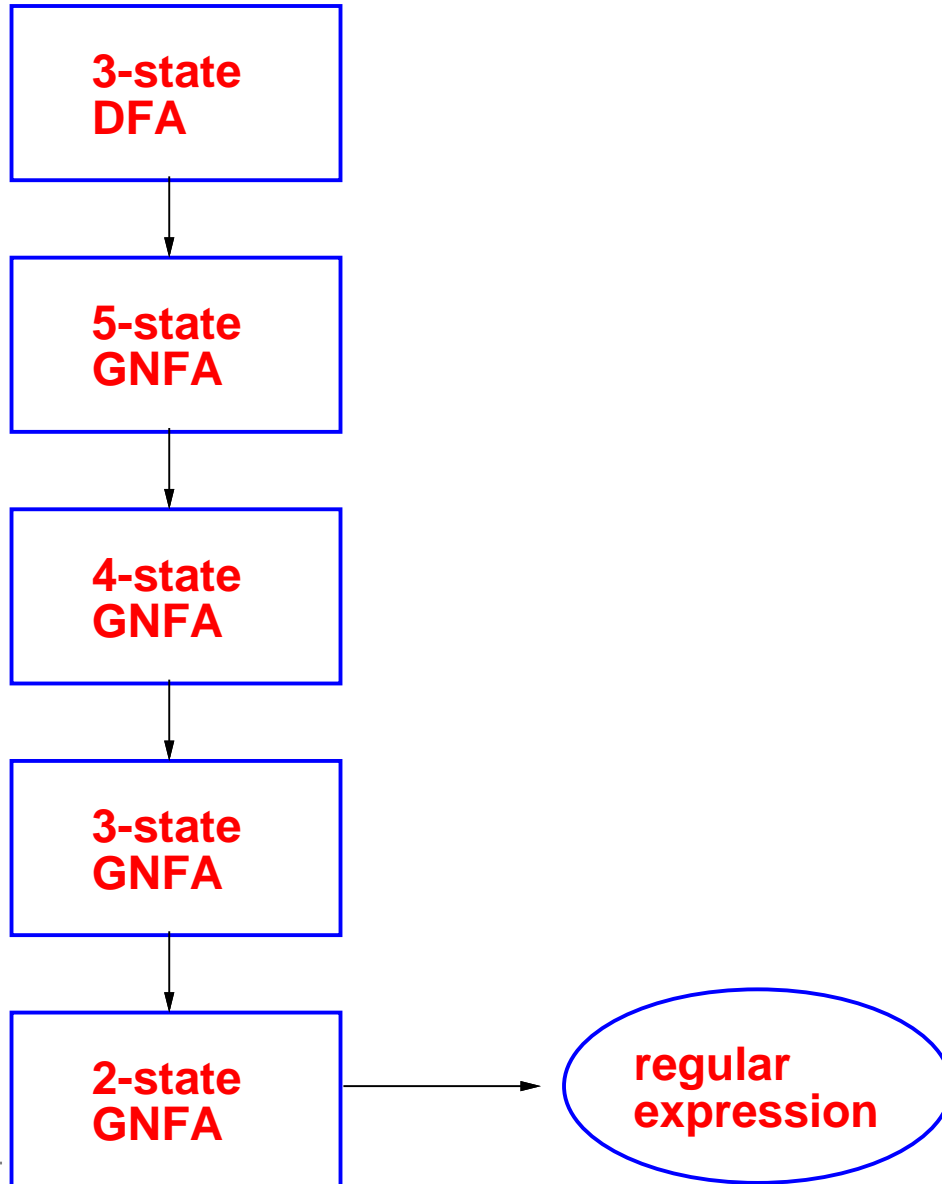 3-state
DFA
5-state
GNFA
4-state
GNFA
3-state
GNFA
2-state
GNFA
regular
expression